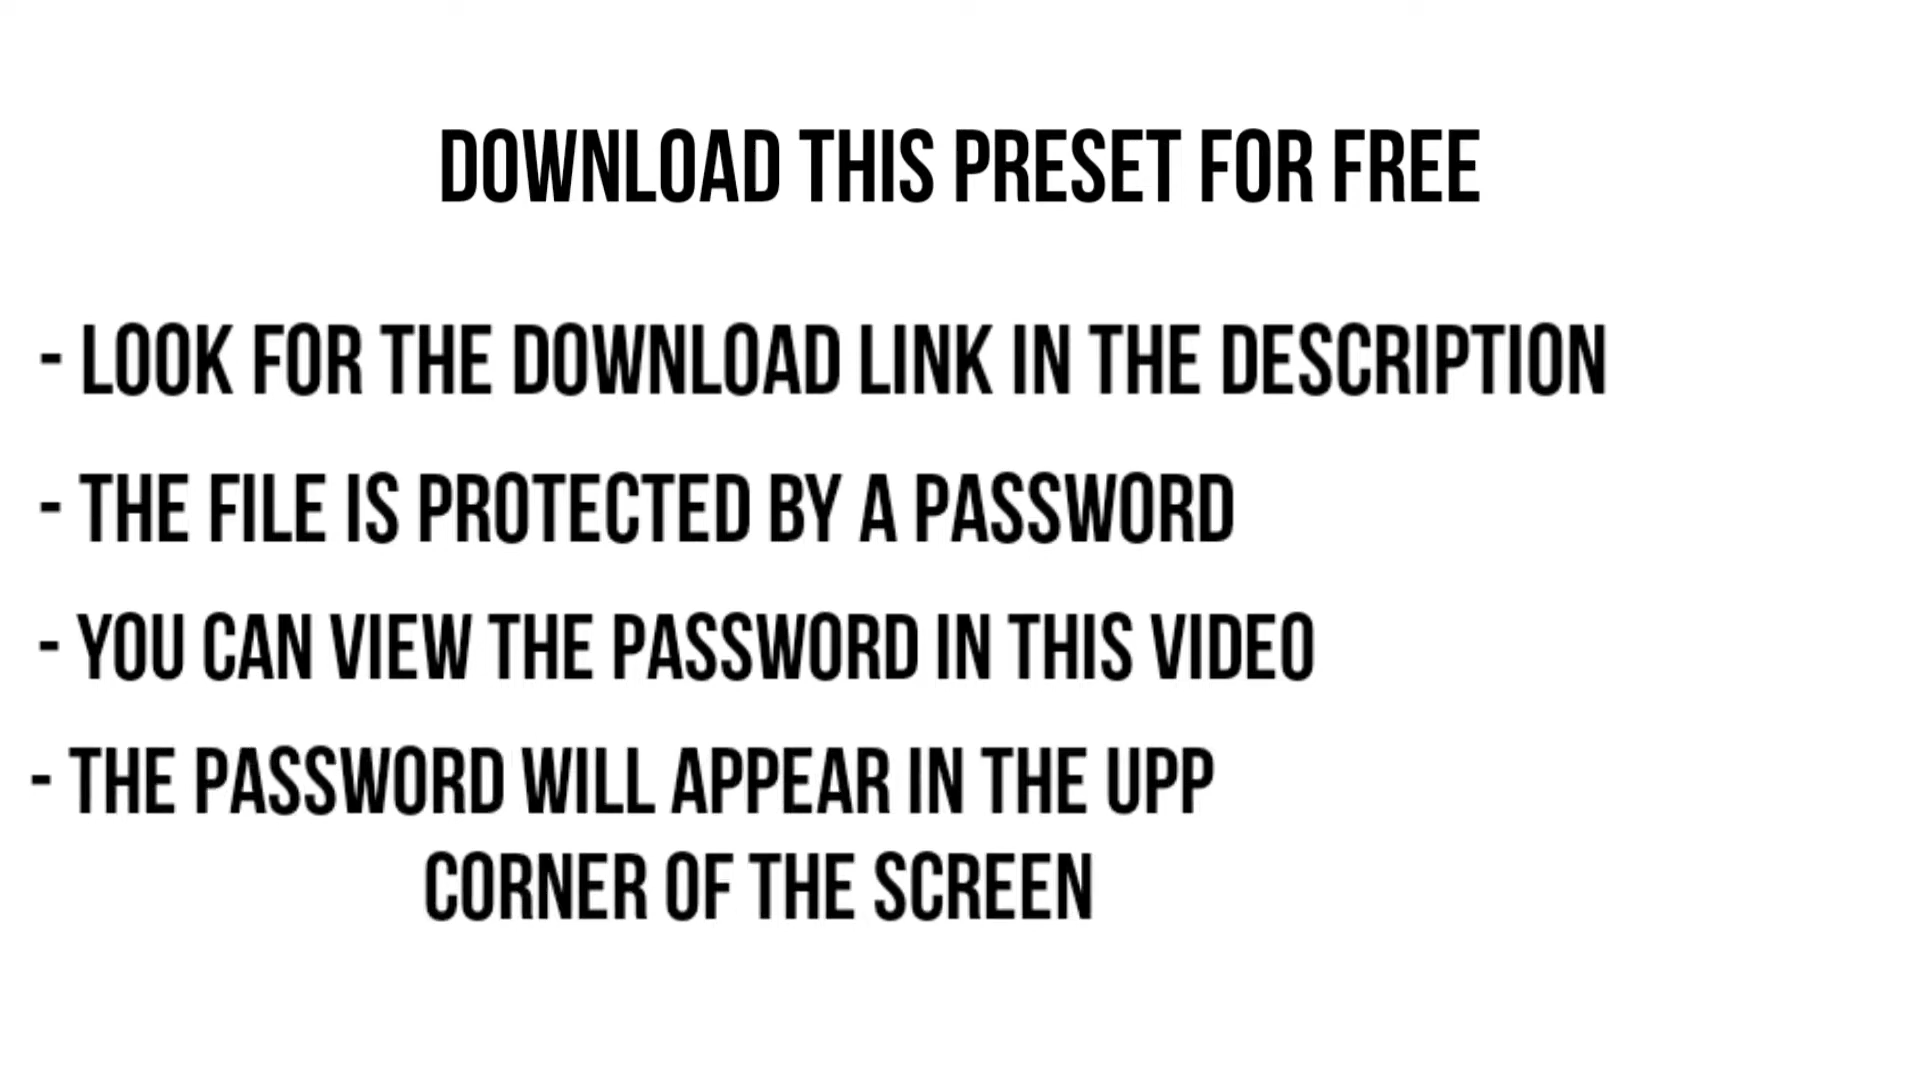 DOWNLOAD THIS PRESET FOR FREE
- LOOK FOR THE DOWNLOAD LINK IN THE DESCRIPTION
- THE FILE IS PROTECTED BY A PASSWORD
- YOU CAN VIEW THE PASSWORD IN THIS VIDEO
- THE PASSWORD WILL APPEAR IN THE UPP
CORNER OF THE SCREEN